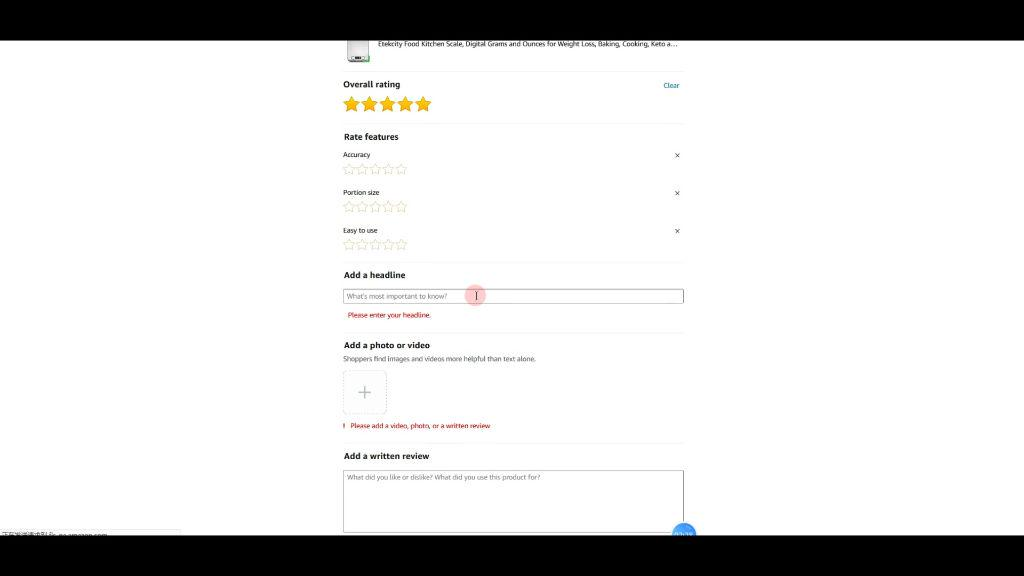 Etekcity Food Kitchen Scale, Digital Grams and Ounces for Weight Loss, Baking, Cooking, Keto a...
Overall rating
Clear
Rate features
Accuracy
Portion size
Easy to use
Add a headline
What's most important to know?
Please enter your headline.
Add a photo or video
Shoppers find images and videos more helpful than text alone.
Please add a video, photo, or a written review
Add a written review
What did you like or dislike? What did you use this product for?